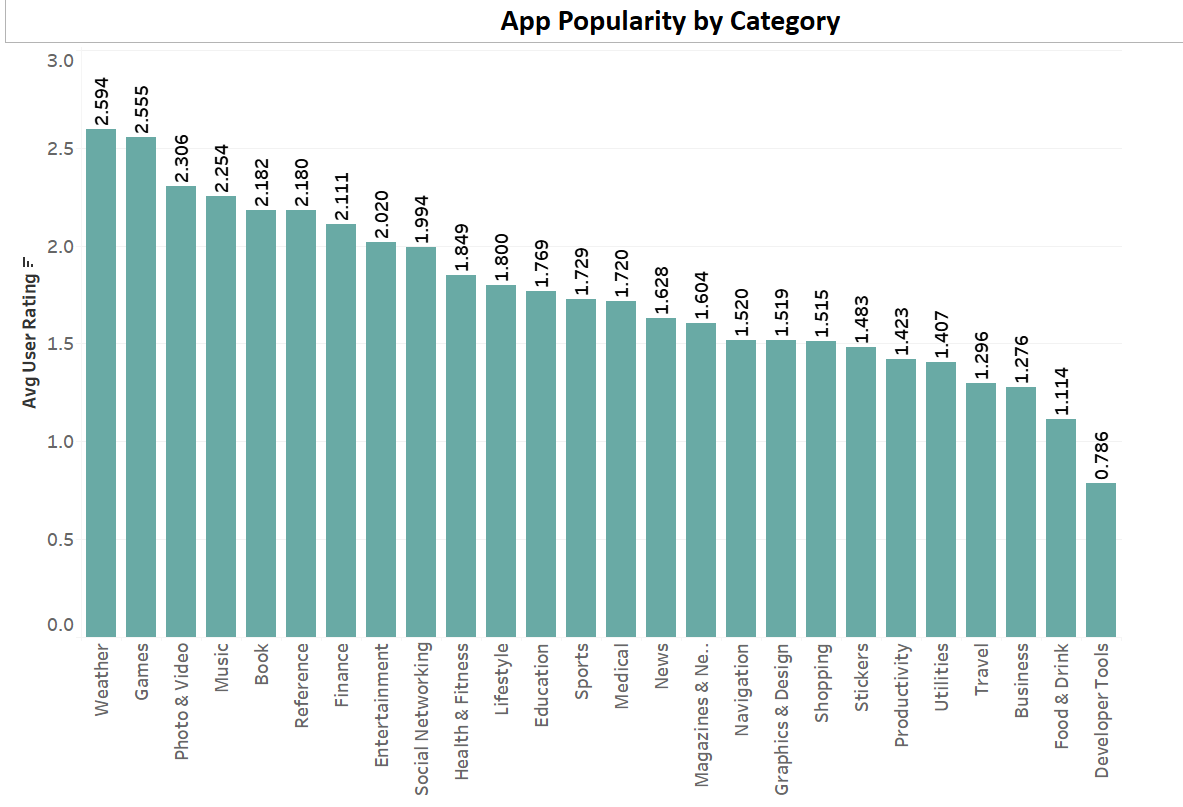 App Popularity by Category
Avg User Rating
3.0
2.5
2.0
1.5
1.0
0.5
0.0
2.594
2.555
2.306
2.254
2.182
2.180
2.111
2.020
1.994
1.849
1.800
1.769
1.729
1.720
1.628
1.604
1.520
1.519
1.515
1.483
1.423
1.407
1.296
1.276
1.114
0.786
Weather
Games
Photo & Video
Music
Book
Reference
Finance
Entertainment
Social Networking
Health & Fitness
Lifestyle
Education
Sports
Medical
News
Magazines & Ne..
Navigation
Graphics & Design
Shopping
Stickers
Productivity
Utilities
Travel
Business
Food & Drink
Developer Tools